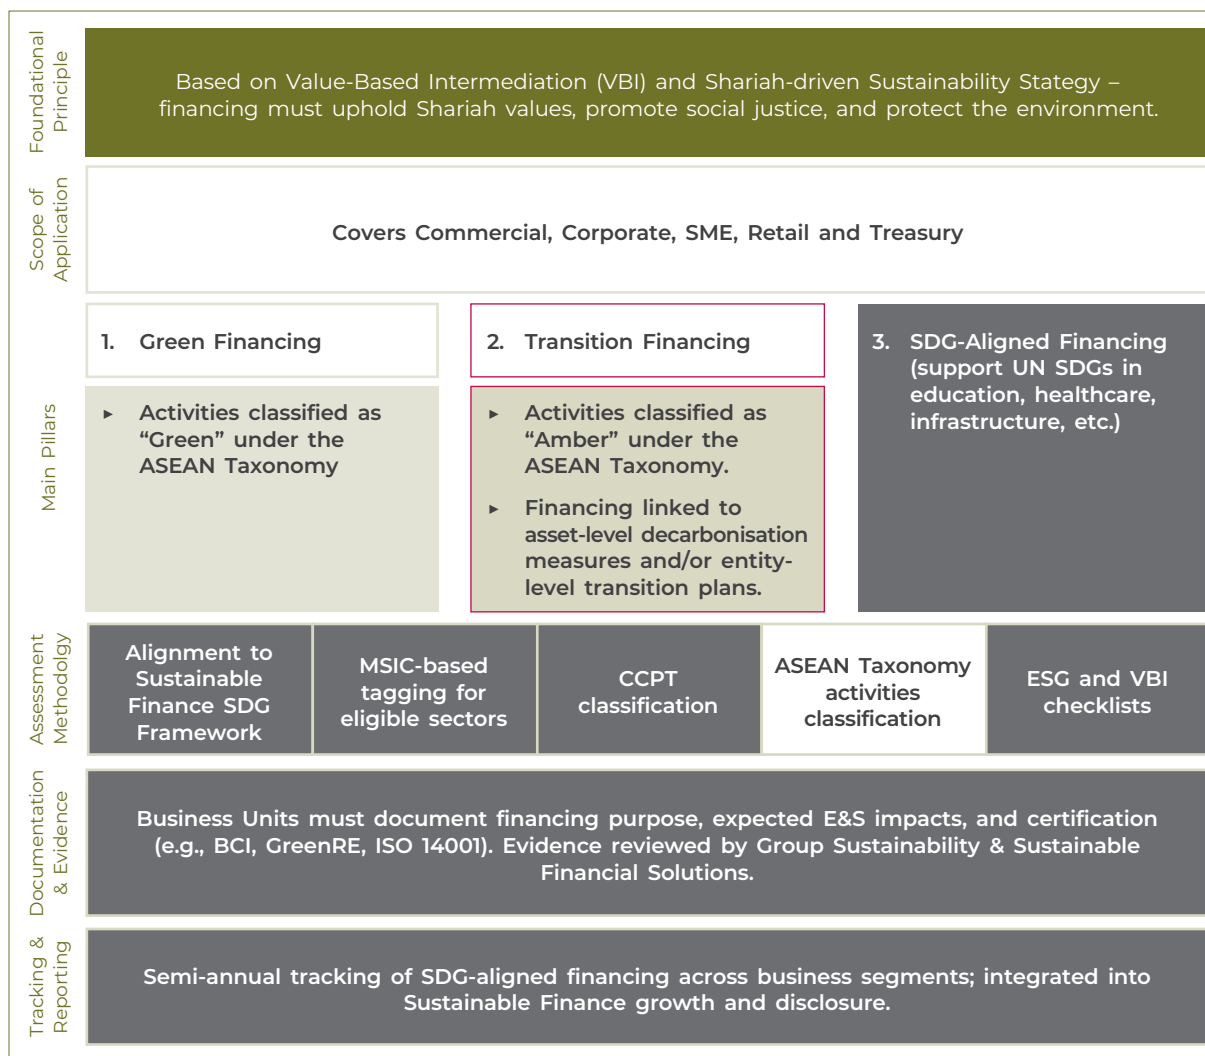 Foundational
Principle
Based on Value-Based Intermediation (VBI) and Shariah-driven Sustainability Stategy –
financing must uphold Shariah values, promote social justice, and protect the environment.
Scope of
Application
Covers Commercial, Corporate, SME, Retail and Treasury
Main Pillars
1. Green Financing
► Activities classified as
“Green” under the
ASEAN Taxonomy
2. Transition Financing
► Activities classified as
“Amber” under the
ASEAN Taxonomy.
► Financing linked to
asset-level decarbonisation
measures and/or entity-
level transition plans.
3. SDG-Aligned Financing
(support UN SDGs in
education, healthcare,
infrastructure, etc.)
Assessment
Methodolgy
Alignment to
Sustainable
Finance SDG
Framework
MSIC-based
tagging for
eligible sectors
CCPT
classification
ASEAN Taxonomy
activities
classification
ESG and VBI
checklists
Documentation
& Evidence
Business Units must document financing purpose, expected E&S impacts, and certification
(e.g., BCI, GreenRE, ISO 14001). Evidence reviewed by Group Sustainability & Sustainable
Financial Solutions.
Tracking &
Reporting
Semi-annual tracking of SDG-aligned financing across business segments; integrated into
Sustainable Finance growth and disclosure.